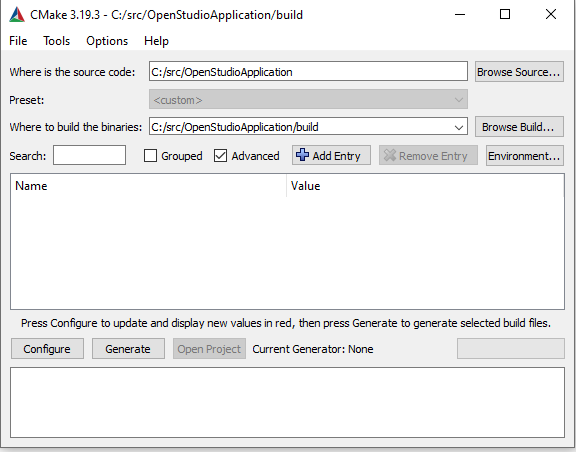 CMake 3.19.3 - C:/src/OpenStudioApplication/build
File Tools Options Help
Where is the source code: C:/src/OpenStudioApplication Browse Source...
Preset: <custom>
Where to build the binaries: C:/src/OpenStudioApplication/build Browse Build...
Search: Grouped Advanced Add Entry Remove Entry Environment...
Name Value
Press Configure to update and display new values in red, then press Generate to generate selected build files.
Configure Generate Open Project Current Generator: None